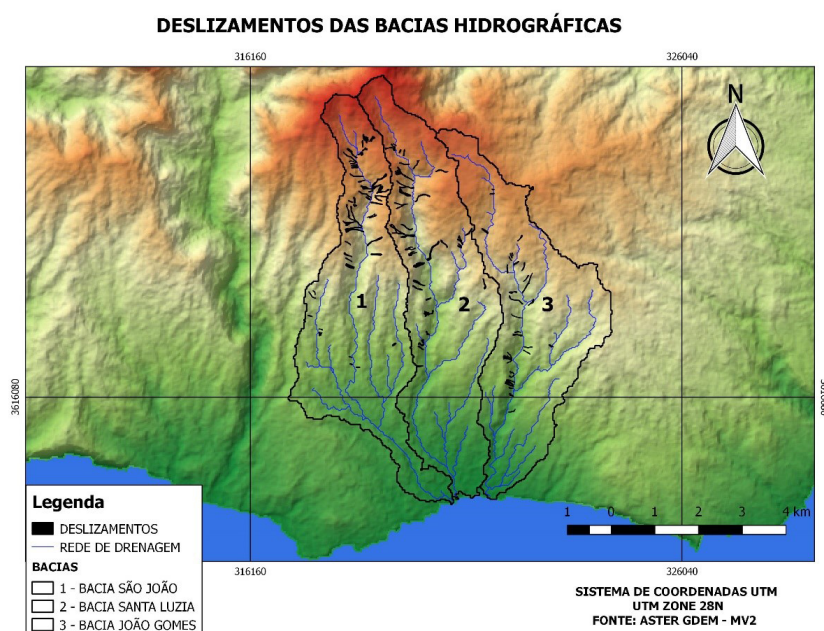 DESLIZAMENTOS DAS BACIAS HIDROGRÁFICAS
316160
326040
N
1
2
3
3616080
3616080
Legenda
DESLIZAMENTOS
REDE DE DRENAGEM
BACIAS
1 - BACIA SÃO JOÃO
2 - BACIA SANTA LUZIA
3 - BACIA JOÃO GOMES
1 0 1 2 3 4 km
316160
326040
SISTEMA DE COORDENADAS UTM
UTM ZONE 28N
FONTE: ASTER GDEM - MV2